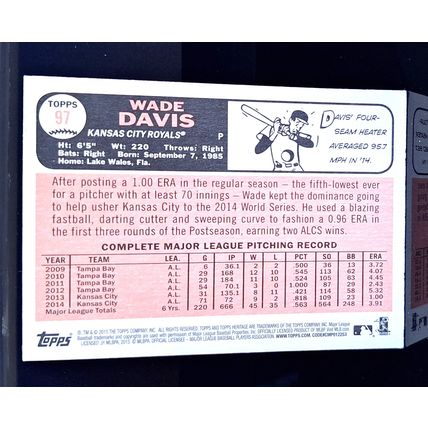 TOPPS
97
WADE
DAVIS
KANSAS CITY ROYALS® P
Ht: 6'5" Wt: 220 Throws: Right
Bats: Right Born: September 7, 1985
Home: Lake Wales, Fla.
DAVIS' FOUR-
SEAM HEATER
AVERAGED 95.7
MPH IN '14.
After posting a 1.00 ERA in the regular season – the fifth-lowest ever
for a pitcher with at least 70 innings – Wade kept the dominance going
to help usher Kansas City to the 2014 World Series. He used a blazing
fastball, darting cutter and sweeping curve to fashion a 0.96 ERA in
the first three rounds of the Postseason, earning two ALCS wins.
COMPLETE MAJOR LEAGUE PITCHING RECORD
YEAR TEAM LEA. G IP W L PCT SO BB ERA
2009 Tampa Bay A.L. 6 36.1 2 2 .500 36 13 3.72
2010 Tampa Bay A.L. 29 168 12 10 .545 113 62 4.07
2011 Tampa Bay A.L. 29 184 11 10 .524 105 63 4.45
2012 Tampa Bay A.L. 54 70.1 3 0 1.000 87 29 2.43
2013 Kansas City A.L. 31 135.1 8 11 .421 114 58 5.32
2014 Kansas City A.L. 71 72 9 2 .818 109 23 1.00
Major League Totals 6 Yrs. 220 666 45 35 .563 564 248 3.91
Topps